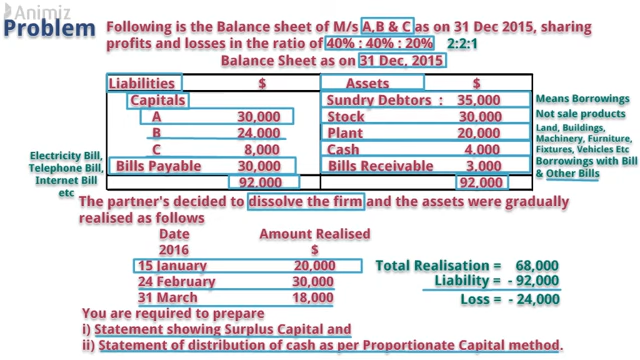 Animiz
Problem
Following is the Balance sheet of M/s A,B & C as on 31 Dec 2015, sharing
profits and losses in the ratio of 40% : 40% : 20% 2:2:1
Balance Sheet as on 31 Dec, 2015
Liabilities $ Assets $
Capitals Sundry Debtors : 35,000 Means Borrowings
A 30,000 Stock 30,000 Not sale products
B 24,000 Plant 20,000 Land, Buildings,
Machinery, Furniture,
Fixtures, Vehicles Etc
C 8,000 Cash 4,000
Electricity Bill,
Telephone Bill,
Internet Bill
etc
Bills Payable 30,000 Bills Receivable 3,000 Borrowings with Bill
& Other Bills
92,000 92,000
The partner's decided to dissolve the firm and the assets were gradually
realised as follows
Date Amount Realised
2016 $
15 January 20,000 Total Realisation = 68,000
24 February 30,000 Liability = - 92,000
31 March 18,000 Loss = - 24,000
You are required to prepare
i) Statement showing Surplus Capital and
ii) Statement of distribution of cash as per Proportionate Capital method.